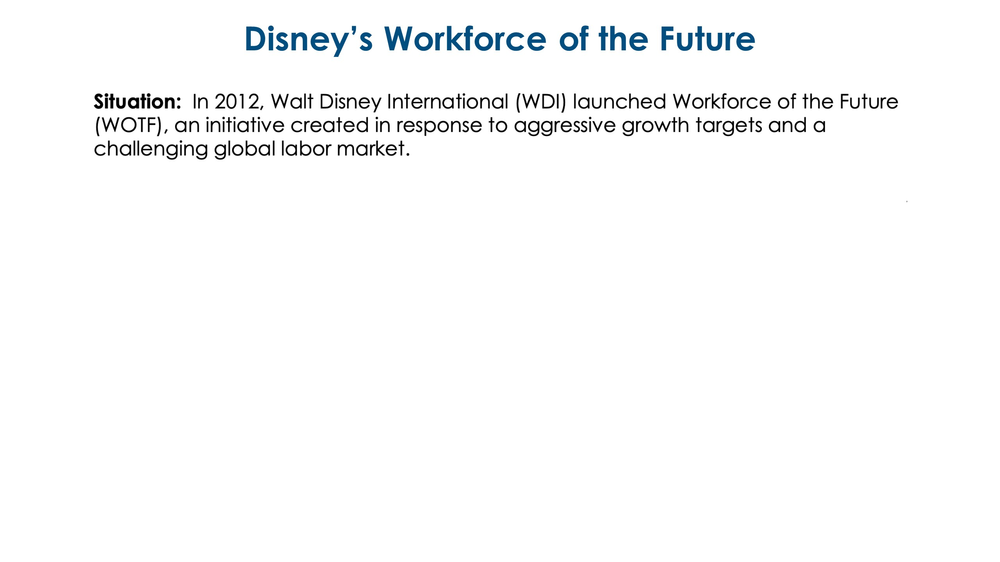 Disney’s Workforce of the Future
Situation: In 2012, Walt Disney International (WDI) launched Workforce of the Future
(WOTF), an initiative created in response to aggressive growth targets and a
challenging global labor market.